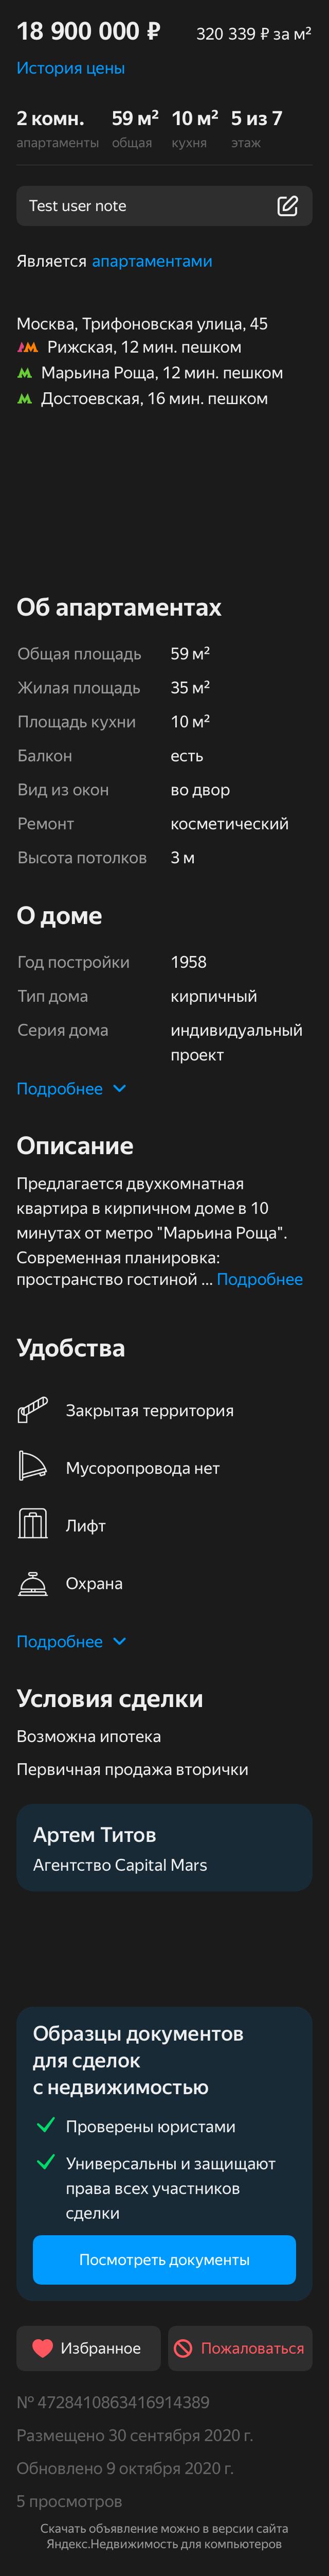 18 900 000 ₽ 320 339 ₽ за м²
История цены
2 комн. 59 м² 10 м² 5 из 7
апартаменты общая кухня этаж
Test user note
Является апартаментами
Москва, Трифоновская улица, 45
Рижская, 12 мин. пешком
Марьина Роща, 12 мин. пешком
Достоевская, 16 мин. пешком
Об апартаментах
Общая площадь 59 м²
Жилая площадь 35 м²
Площадь кухни 10 м²
Балкон есть
Вид из окон во двор
Ремонт косметический
Высота потолков 3 м
О доме
Год постройки 1958
Тип дома кирпичный
Серия дома индивидуальный
проект
Подробнее
Описание
Предлагается двухкомнатная
квартира в кирпичном доме в 10
минутах от метро "Марьина Роща".
Современная планировка:
пространство гостиной ... Подробнее
Удобства
Закрытая территория
Мусоропровода нет
Лифт
Охрана
Подробнее
Условия сделки
Возможна ипотека
Первичная продажа вторички
Артем Титов
Агентство Capital Mars
Образцы документов
для сделок
с недвижимостью
Проверены юристами
Универсальны и защищают
права всех участников
сделки
Посмотреть документы
Избранное Пожаловаться
№ 4728410863416914389
Размещено 30 сентября 2020 г.
Обновлено 9 октября 2020 г.
5 просмотров
Скачать объявление можно в версии сайта
Яндекс.Недвижимость для компьютеров